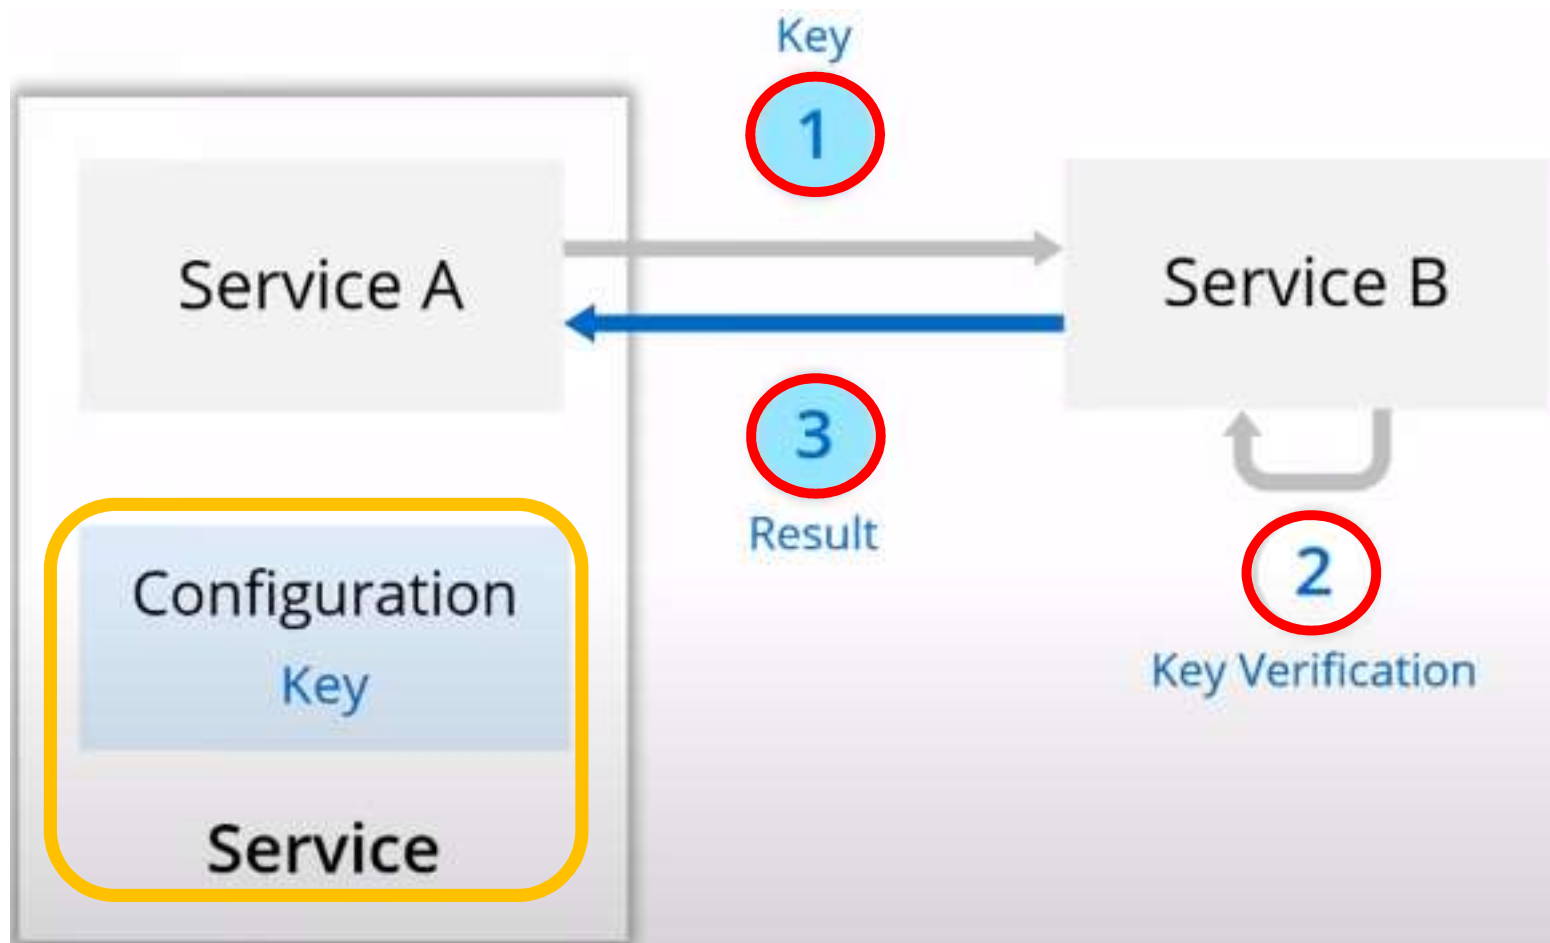 Key
1
Service A
Service B
3
Result
2
Key Verification
Configuration
Key
Service